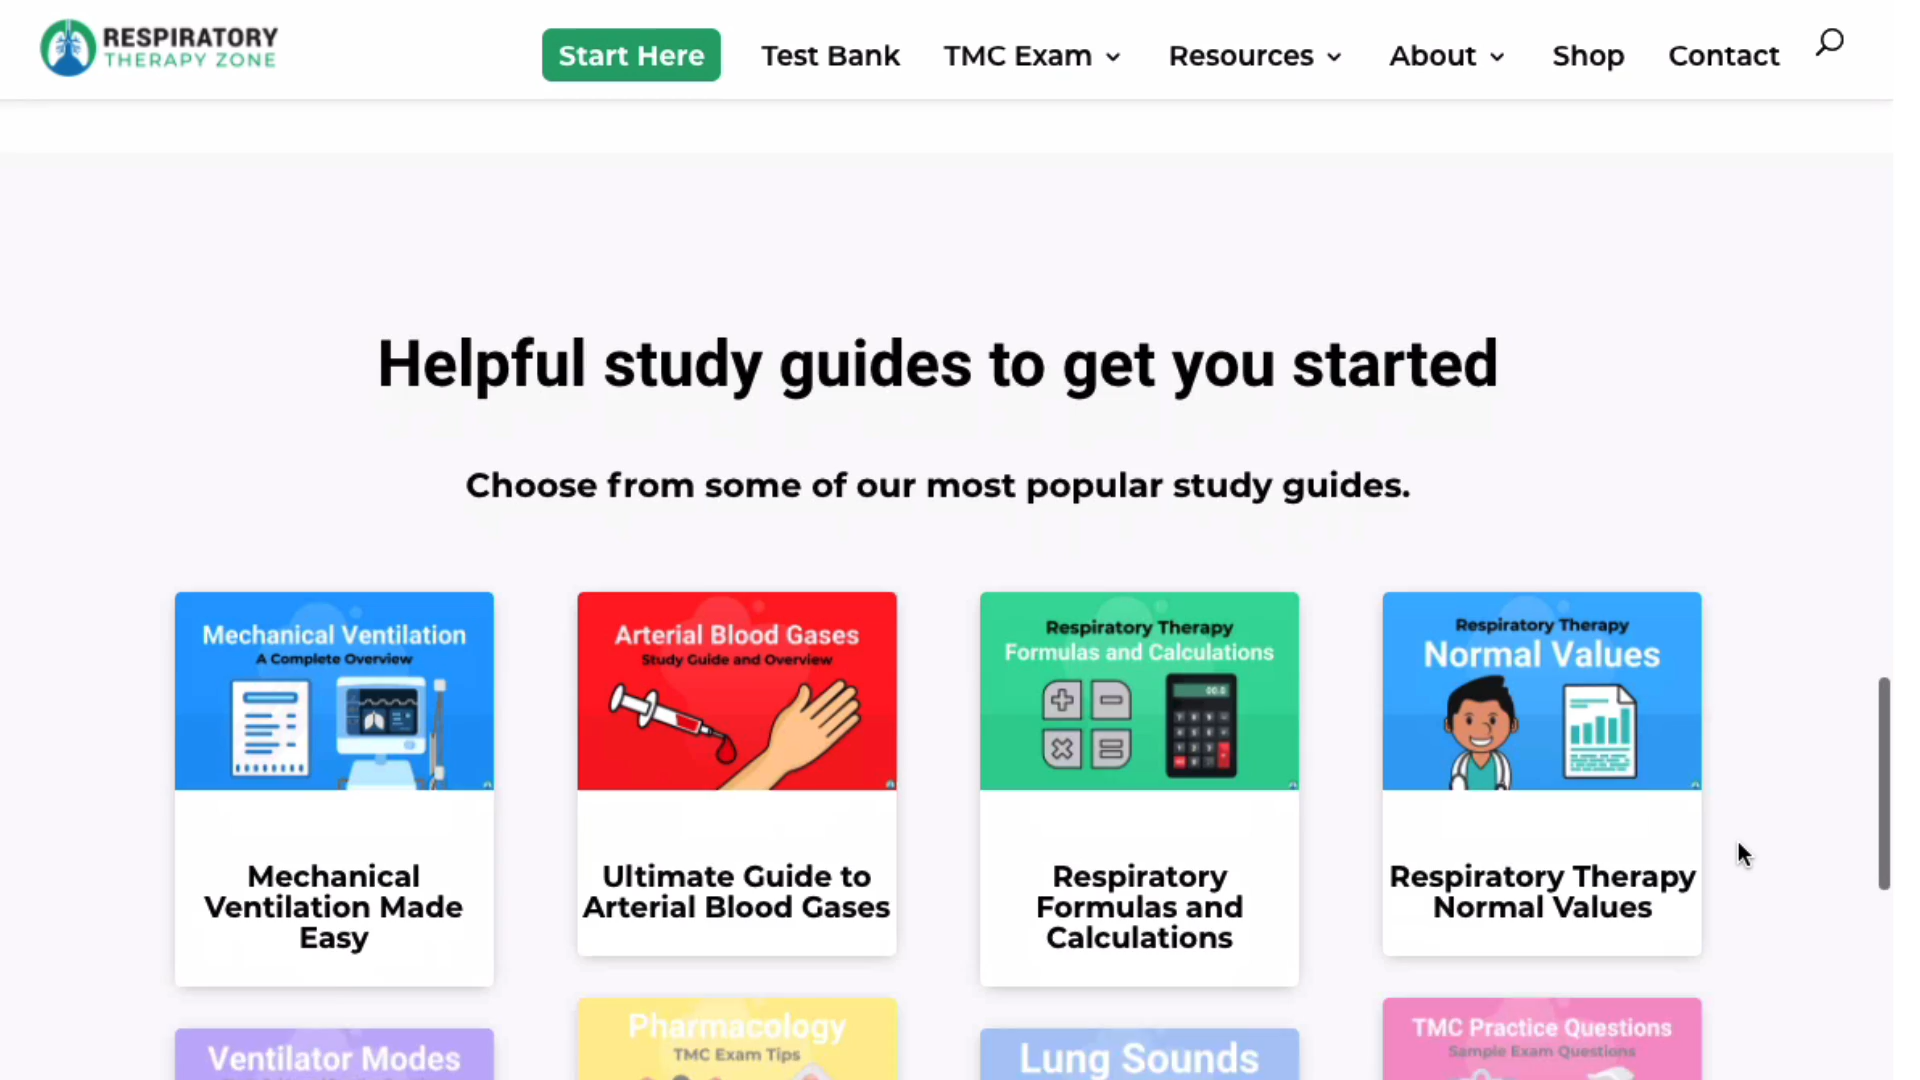 RESPIRATORY
THERAPY ZONE
Start Here
Test Bank
TMC Exam
Resources
About
Shop
Contact
Helpful study guides to get you started
Choose from some of our most popular study guides.
Mechanical Ventilation
A Complete Overview
Mechanical
Ventilation Made
Easy
Arterial Blood Gases
Study Guide and Overview
Ultimate Guide to
Arterial Blood Gases
Respiratory Therapy
Formulas and Calculations
00.0
Respiratory
Formulas and
Calculations
Respiratory Therapy
Normal Values
Respiratory Therapy
Normal Values
Ventilator Modes
Pharmacology
TMC Exam Tips
Lung Sounds
TMC Practice Questions
Sample Exam Questions